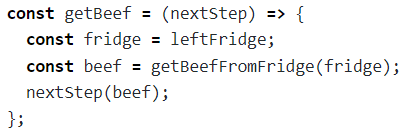 const getBeef = (nextStep) => {
  const fridge = leftFridge;
  const beef = getBeefFromFridge(fridge);
  nextStep(beef);
};